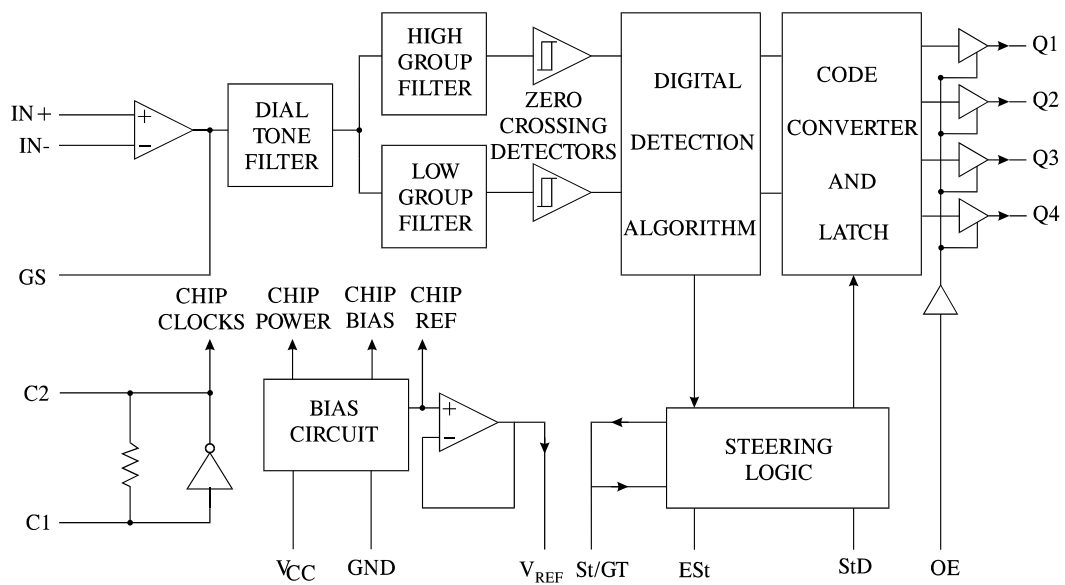 HIGH
GROUP
FILTER
DIGITAL
DETECTION
ALGORITHM
CODE
CONVERTER
AND
LATCH
Q1
Q2
Q3
Q4
IN+
IN-
+
−
DIAL
TONE
FILTER
ZERO
CROSSING
DETECTORS
LOW
GROUP
FILTER
GS
CHIP
CLOCKS
CHIP
POWER
CHIP
BIAS
CHIP
REF
C2
C1
BIAS
CIRCUIT
+
−
STEERING
LOGIC
VCC
GND
VREF
St/GT
ESt
StD
OE